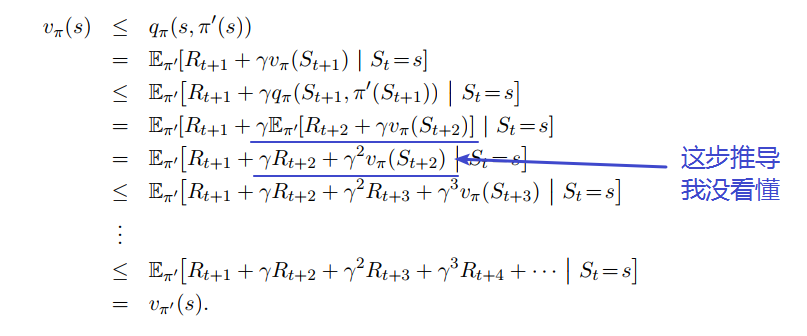 v_π(s) ≤ q_π(s, π′(s))
= 𝔼_π′[R_{t+1} + γv_π(S_{t+1}) | S_t=s]
≤ 𝔼_π′[R_{t+1} + γq_π(S_{t+1}, π′(S_{t+1})) | S_t=s]
= 𝔼_π′[R_{t+1} + γ𝔼_π′[R_{t+2} + γv_π(S_{t+2})] | S_t=s]
= 𝔼_π′[R_{t+1} + γR_{t+2} + γ²v_π(S_{t+2}) | S_t=s]
这步推导
我没看懂
≤ 𝔼_π′[R_{t+1} + γR_{t+2} + γ²R_{t+3} + γ³v_π(S_{t+3}) | S_t=s]
⋮
≤ 𝔼_π′[R_{t+1} + γR_{t+2} + γ²R_{t+3} + γ³R_{t+4} + ⋯ | S_t=s]
= v_π′(s).